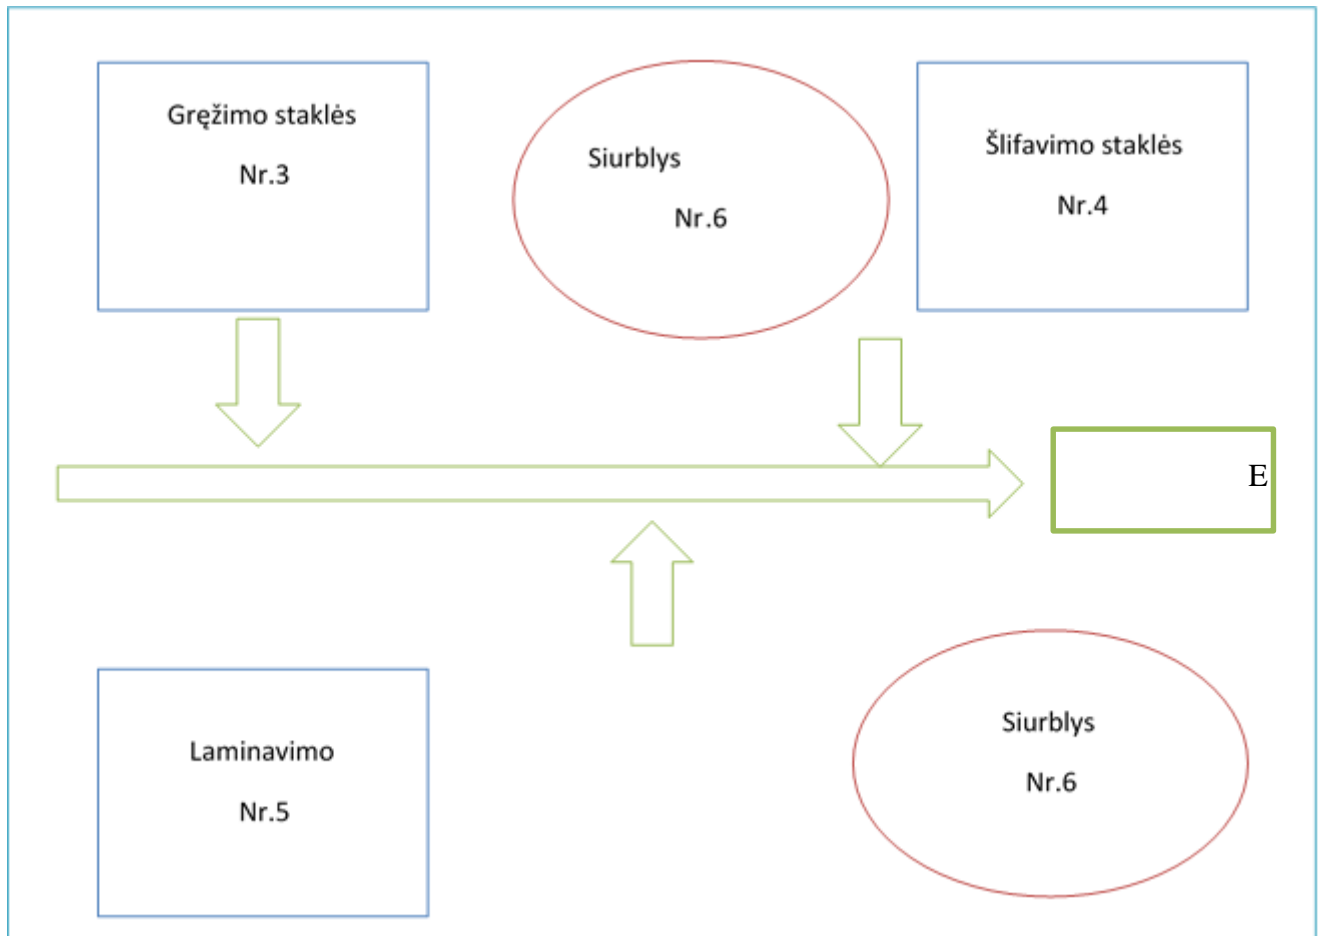 Gręžimo staklės
Nr.3
Siurblys
Nr.6
Šlifavimo staklės
Nr.4
E
Laminavimo
Nr.5
Siurblys
Nr.6